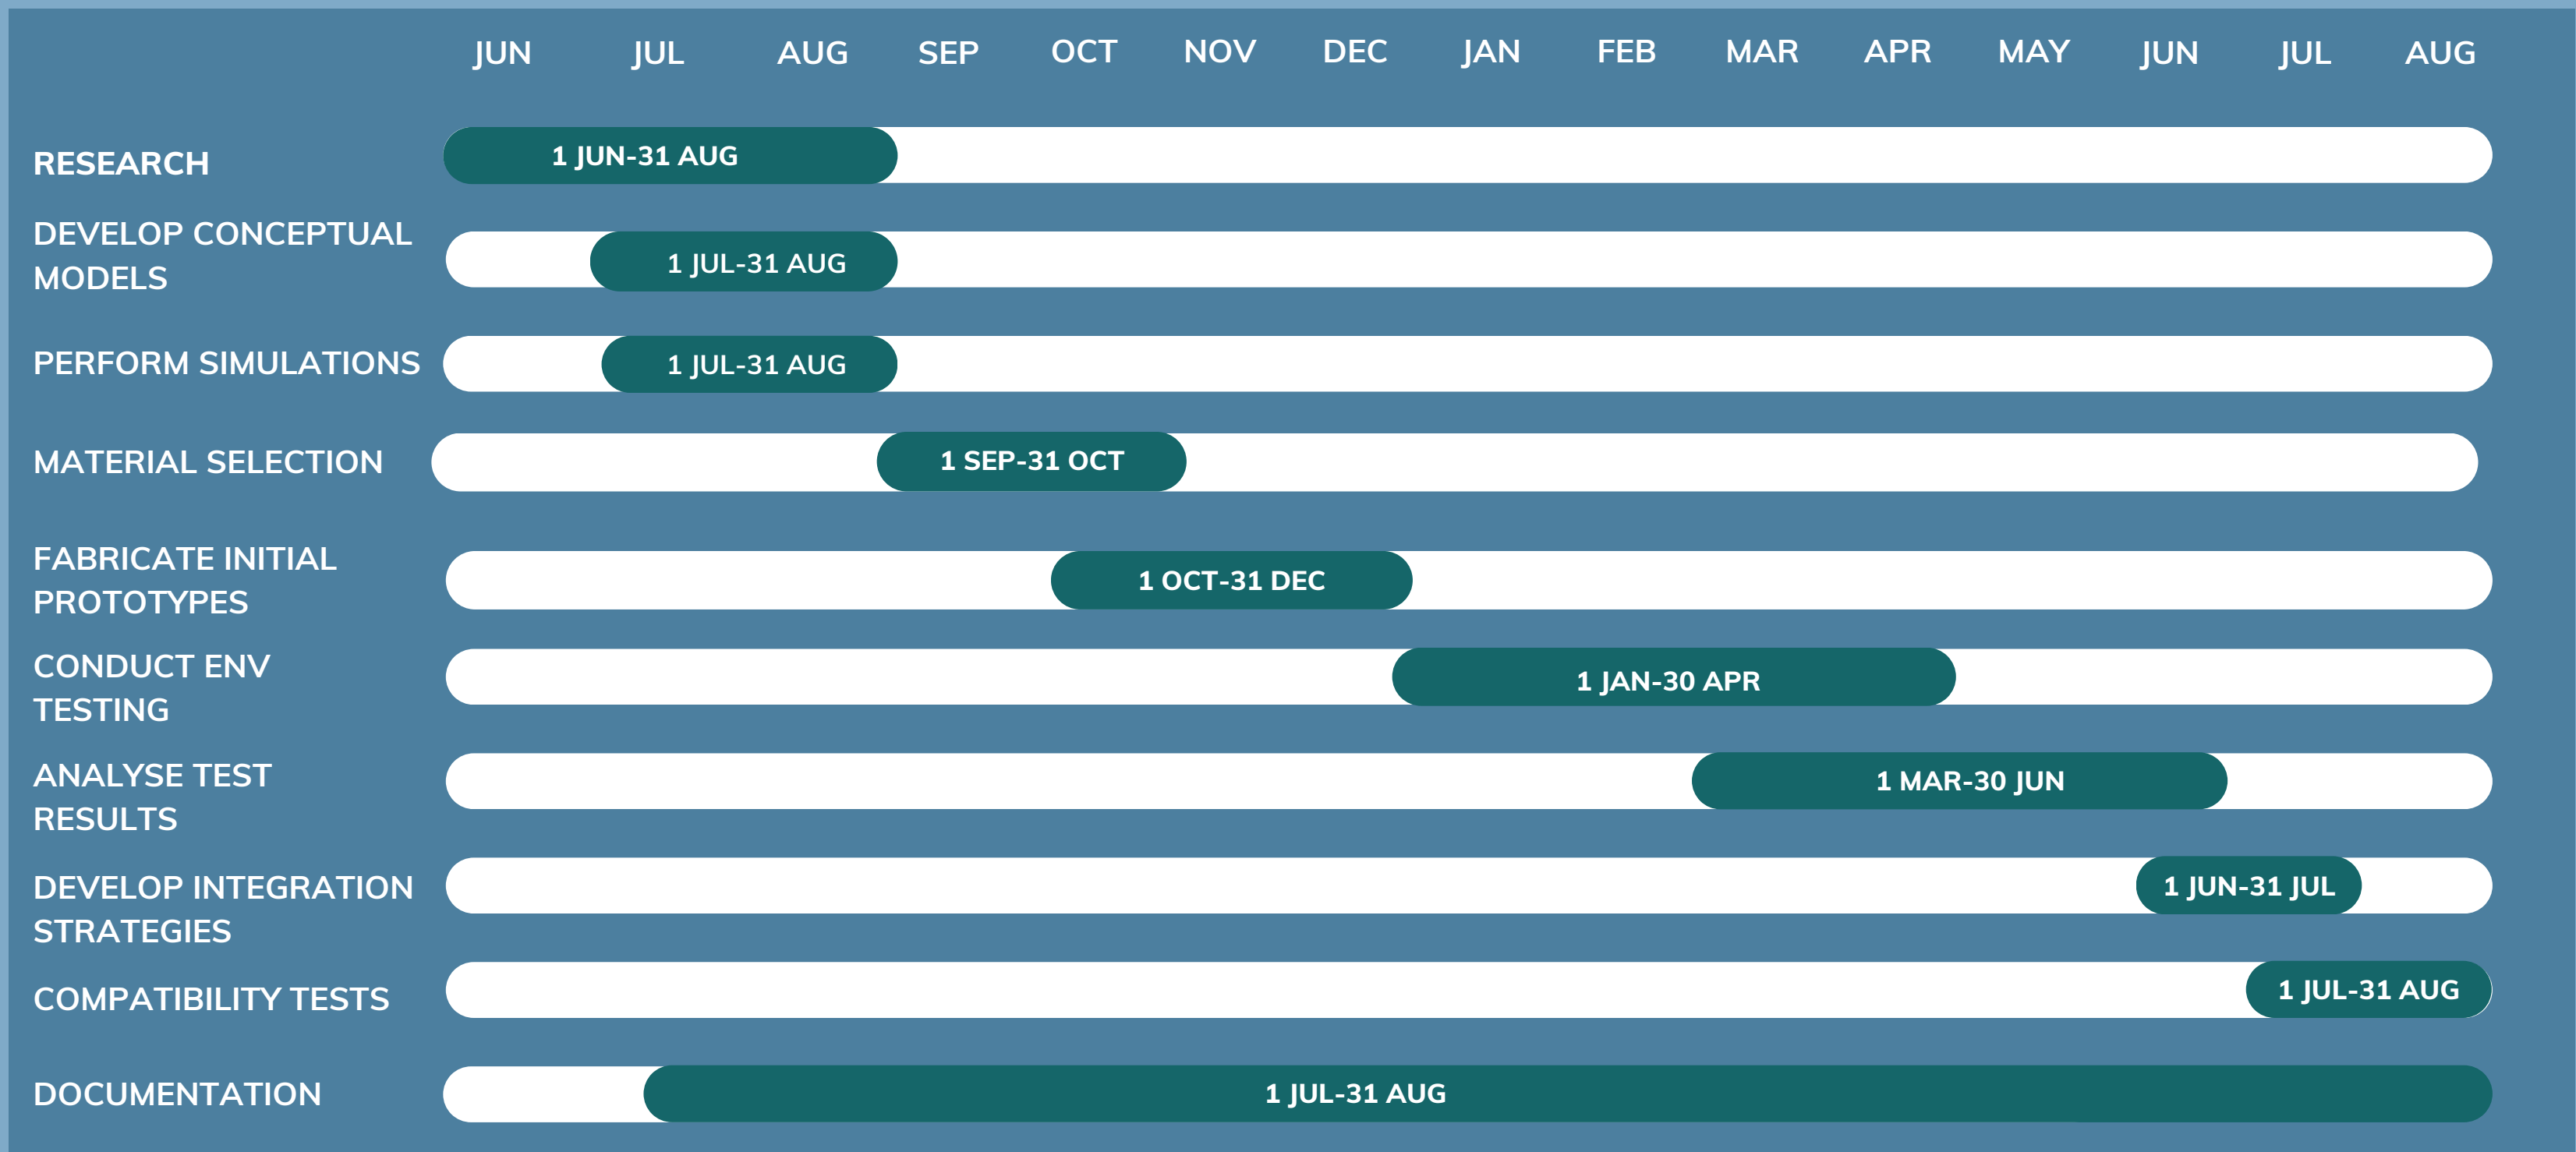 JUN JUL AUG SEP OCT NOV DEC JAN FEB MAR APR MAY JUN JUL AUG
RESEARCH
1 JUN-31 AUG
DEVELOP CONCEPTUAL
MODELS
1 JUL-31 AUG
PERFORM SIMULATIONS
1 JUL-31 AUG
MATERIAL SELECTION
1 SEP-31 OCT
FABRICATE INITIAL
PROTOTYPES
1 OCT-31 DEC
CONDUCT ENV
TESTING
1 JAN-30 APR
ANALYSE TEST
RESULTS
1 MAR-30 JUN
DEVELOP INTEGRATION
STRATEGIES
1 JUN-31 JUL
COMPATIBILITY TESTS
1 JUL-31 AUG
DOCUMENTATION
1 JUL-31 AUG